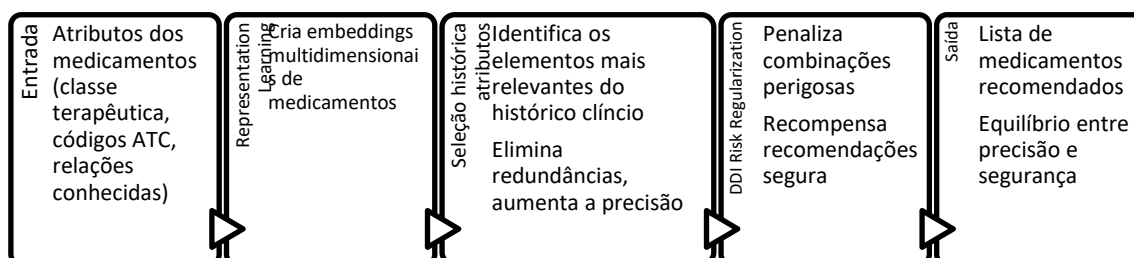 Entrada
Atributos dos
medicamentos
(classe
terapêutica,
códigos ATC,
relações
conhecidas)
Representation
Learning
Cria embeddings
multidimensionai
s de
medicamentos
Seleção histórica
atributos
Identifica os
elementos mais
relevantes do
histórico clíncio
Elimina
redundâncias,
aumenta a precisão
DDI Risk Regularization
Penaliza
combinações
perigosas
Recompensa
recomendações
segura
Saida
Lista de
medicamentos
recomendados
Equilíbrio entre
precisão e
segurança